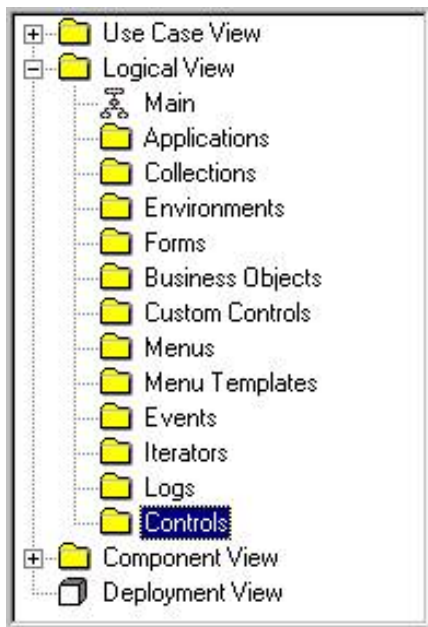 Use Case View
Logical View
Main
Applications
Collections
Environments
Forms
Business Objects
Custom Controls
Menus
Menu Templates
Events
Iterators
Logs
Controls
Component View
Deployment View